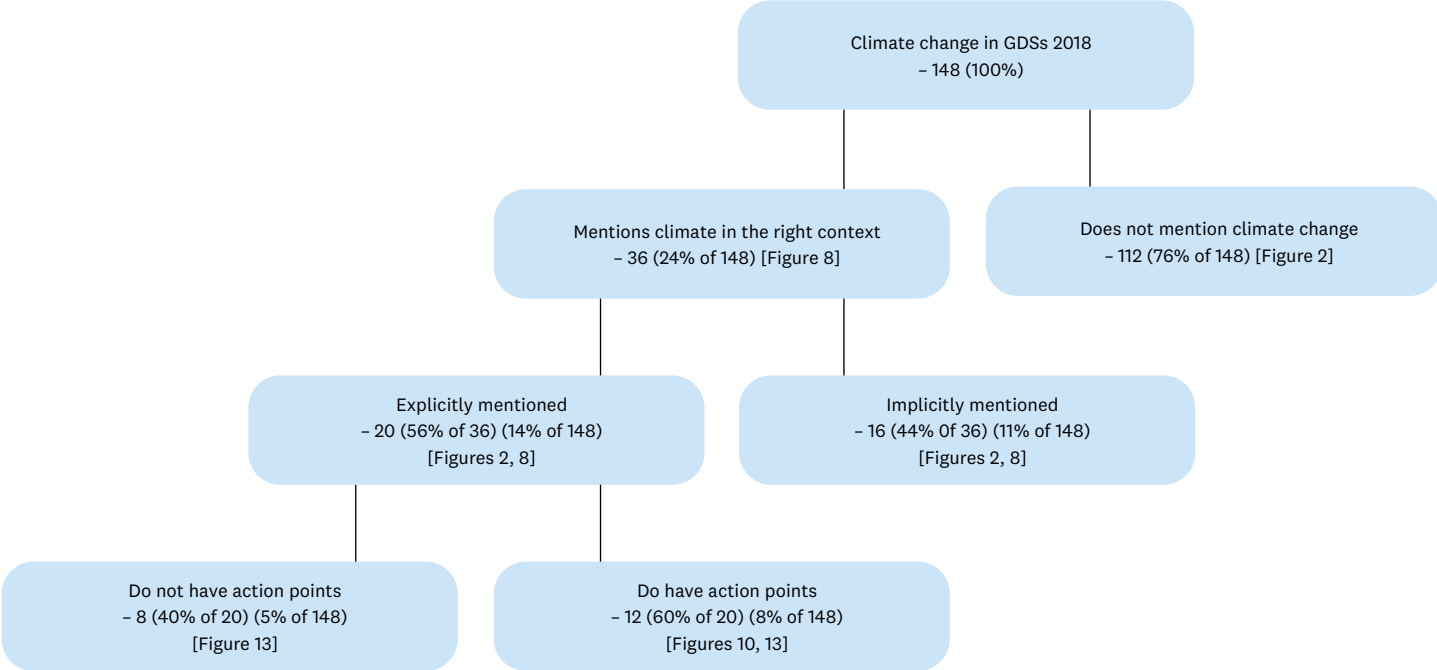 Climate change in GDSs 2018
– 148 (100%)
Mentions climate in the right context
– 36 (24% of 148) [Figure 8]
Does not mention climate change
– 112 (76% of 148) [Figure 2]
Explicitly mentioned
– 20 (56% of 36) (14% of 148)
[Figures 2, 8]
Implicitly mentioned
– 16 (44% 0f 36) (11% of 148)
[Figures 2, 8]
Do not have action points
– 8 (40% of 20) (5% of 148)
[Figure 13]
Do have action points
– 12 (60% of 20) (8% of 148)
[Figures 10, 13]